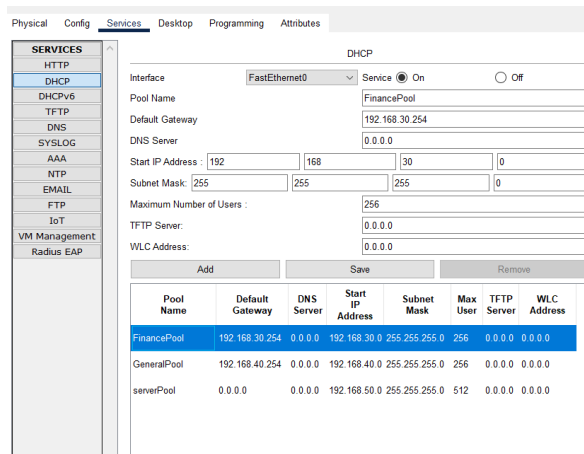 Physical Config Services Desktop Programming Attributes
SERVICES
HTTP
DHCP
DHCPv6
TFTP
DNS
SYSLOG
AAA
NTP
EMAIL
FTP
IoT
VM Management
Radius EAP
DHCP
Interface FastEthernet0 Service On Off
Pool Name FinancePool
Default Gateway 192.168.30.254
DNS Server 0.0.0.0
Start IP Address : 192 168 30 0
Subnet Mask: 255 255 255 0
Maximum Number of Users : 256
TFTP Server: 0.0.0.0
WLC Address: 0.0.0.0
Add Save Remove
Pool Name Default Gateway DNS Server Start IP Address Subnet Mask Max User TFTP Server WLC Address
FinancePool 192.168.30.254 0.0.0.0 192.168.30.0 255.255.255.0 256 0.0.0.0 0.0.0.0
GeneralPool 192.168.40.254 0.0.0.0 192.168.40.0 255.255.255.0 256 0.0.0.0 0.0.0.0
serverPool 0.0.0.0 0.0.0.0 192.168.50.0 255.255.255.0 512 0.0.0.0 0.0.0.0